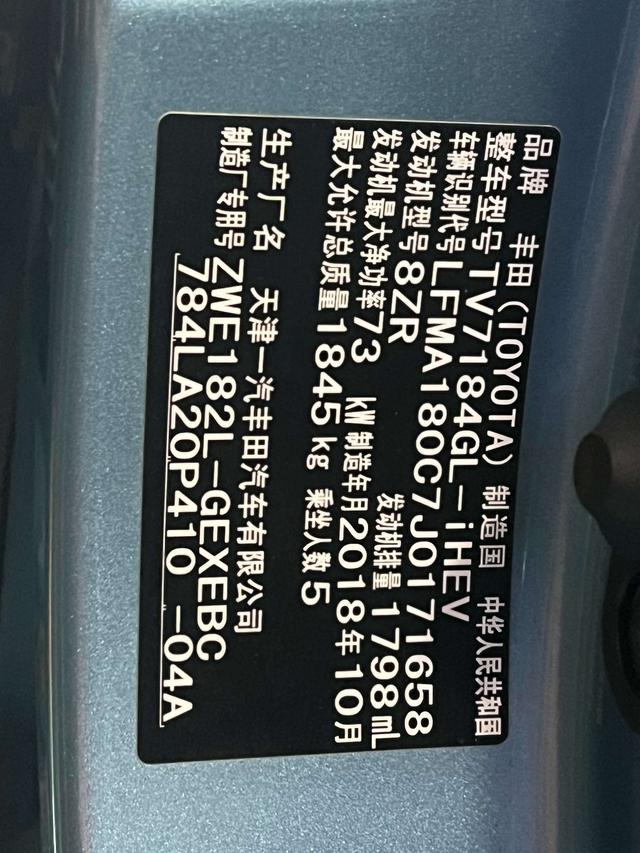 品牌 丰田(TOYOTA) 制造国 中华人民共和国
整车型号 TV7184GL-iHEV
车辆识别代号 LFMA180C7J0171658
发动机型号 8ZR 发动机排量 1798 mL
发动机最大净功率 73 kW 制造年月 2018年10月
最大允许总质量 1845 kg 乘坐人数 5
生产厂名 天津一汽丰田汽车有限公司
制造厂专用号 ZWE182L-GEXEBC
784LA20P410 -04A